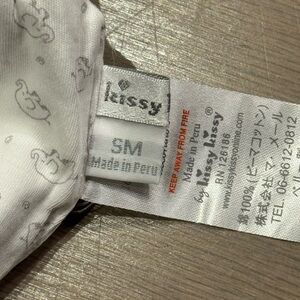 kissy
SM
Made in Peru
KEEP AWAY FROM FIRE
Made in Peru
by kissy kissy®
RN 126186
www.kissykissyonline.com
綿100%(ピマコットン)
株式会社 ドマ・メール
TEL. 06-6612-0812